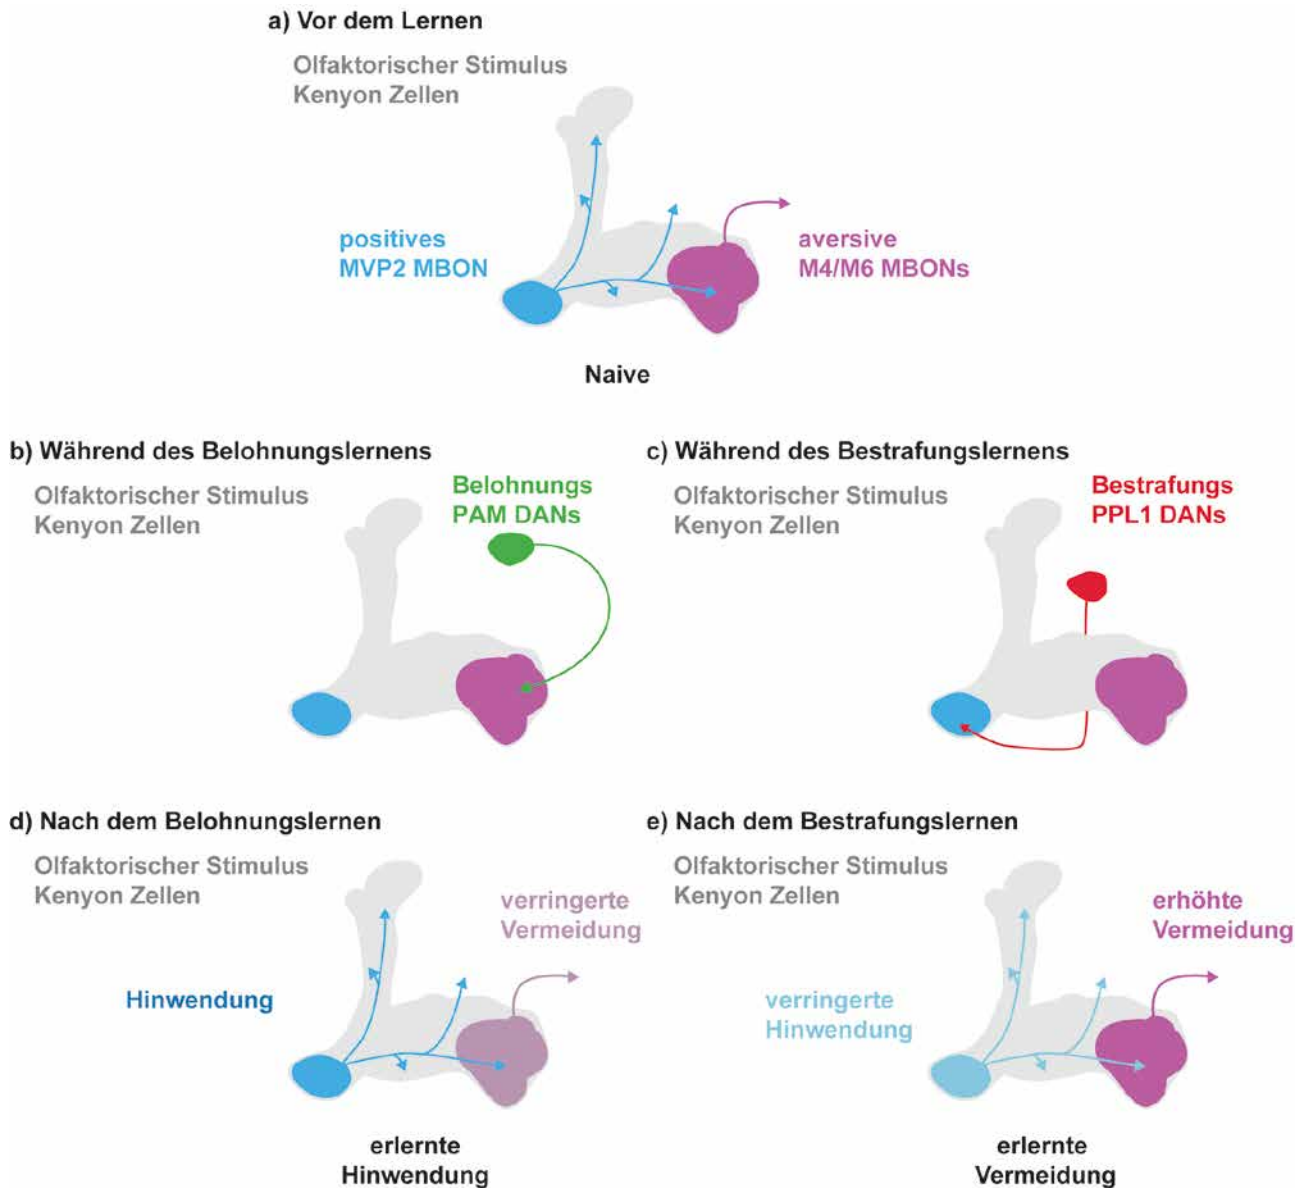 a) Vor dem Lernen
Olfaktorischer Stimulus
Kenyon Zellen
positives
MVP2 MBON
aversive
M4/M6 MBONs
Naive
b) Während des Belohnungslernens
Olfaktorischer Stimulus
Kenyon Zellen
Belohnungs
PAM DANs
c) Während des Bestrafungslernens
Olfaktorischer Stimulus
Kenyon Zellen
Bestrafungs
PPL1 DANs
d) Nach dem Belohnungslernen
Olfaktorischer Stimulus
Kenyon Zellen
verringerte
Vermeidung
Hinwendung
erlernte
Hinwendung
e) Nach dem Bestrafungslernen
Olfaktorischer Stimulus
Kenyon Zellen
erhöhte
Vermeidung
verringerte
Hinwendung
erlernte
Vermeidung